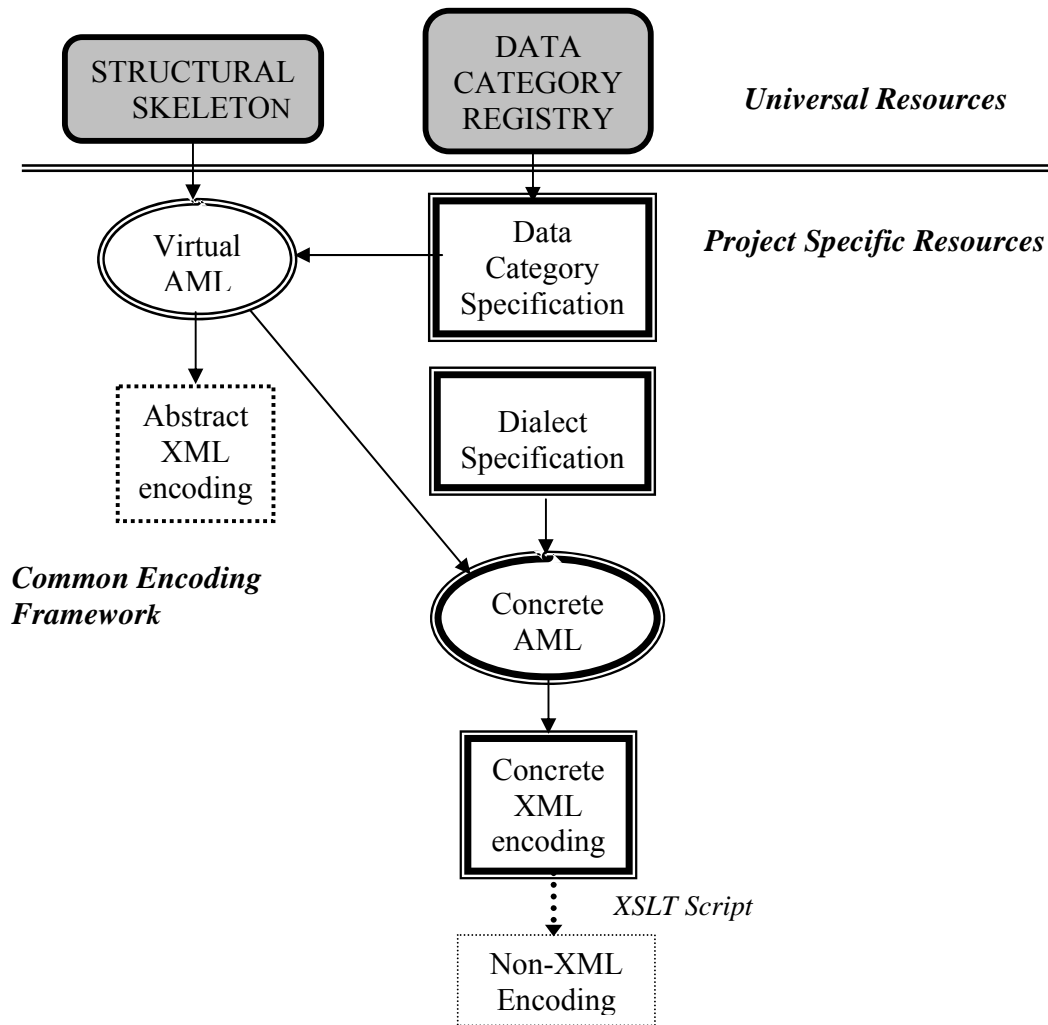 STRUCTURAL
SKELETON
DATA
CATEGORY
REGISTRY
Universal Resources
Virtual
AML
Data
Category
Specification
Project Specific Resources
Abstract
XML
encoding
Dialect
Specification
Common Encoding
Framework
Concrete
AML
Concrete
XML
encoding
XSLT Script
Non-XML
Encoding